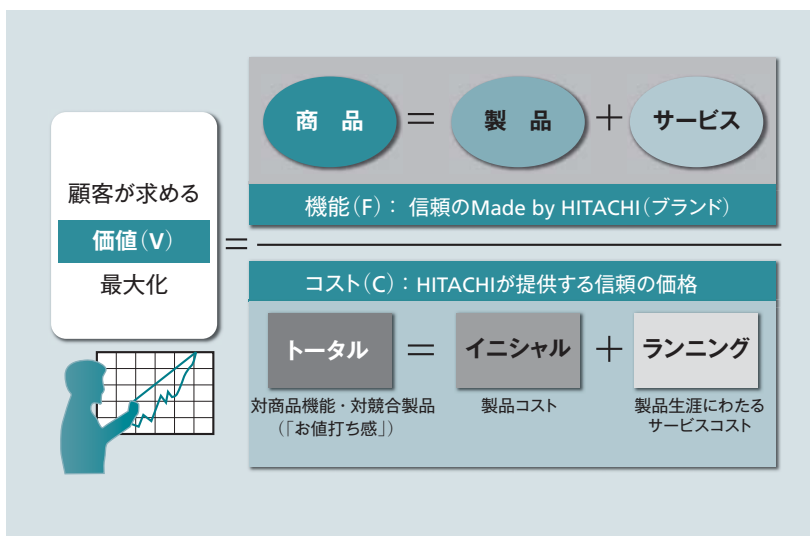 顧客が求める
価値(V)
最大化
=
商 品 = 製 品 + サービス
機能(F): 信頼のMade by HITACHI(ブランド)
コスト(C):HITACHIが提供する信頼の価格
トータル = イニシャル + ランニング
対商品機能・対競合製品
(「お値打ち感」)
製品コスト
製品生涯にわたる
サービスコスト